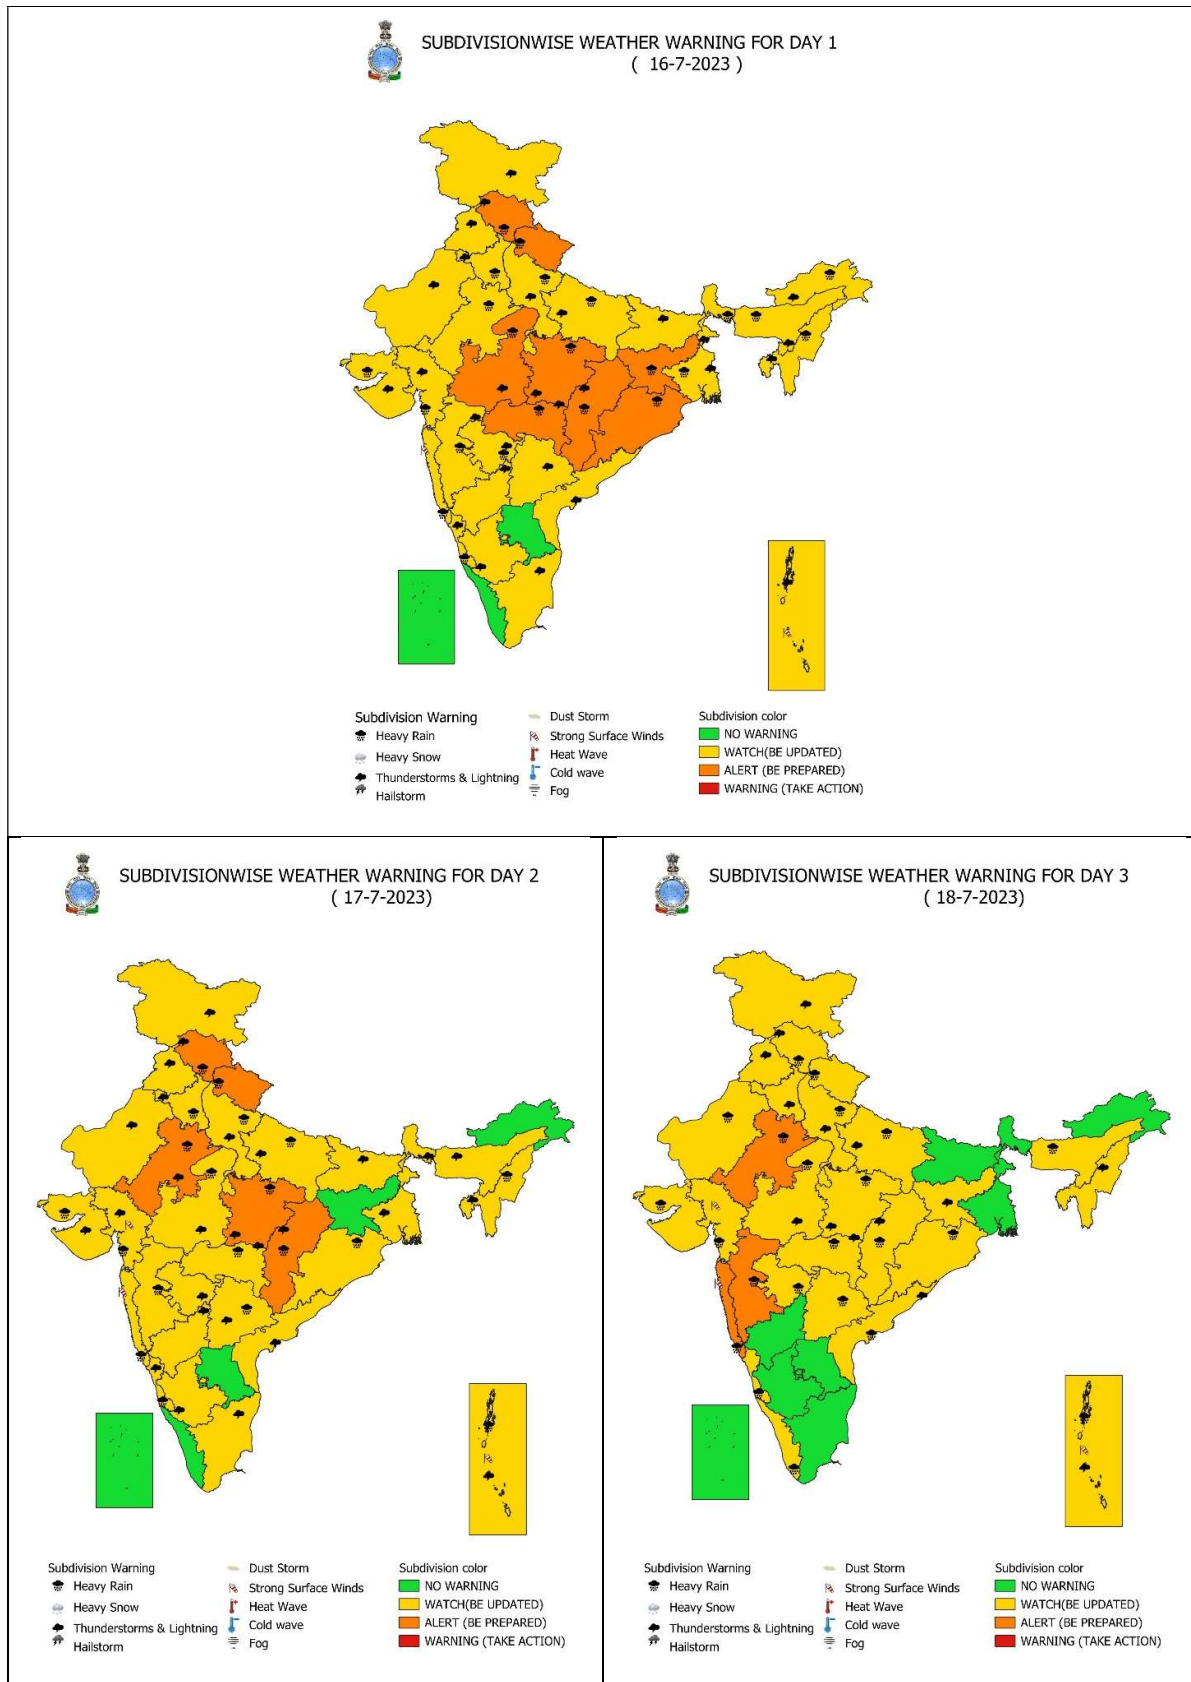 SUBDIVISIONWISE WEATHER WARNING FOR DAY 1
( 16-7-2023 )
Subdivision Warning
Heavy Rain
Heavy Snow
Thunderstorms & Lightning
Hailstorm
Dust Storm
Strong Surface Winds
Heat Wave
Cold wave
Fog
Subdivision color
NO WARNING
WATCH(BE UPDATED)
ALERT (BE PREPARED)
WARNING (TAKE ACTION)
SUBDIVISIONWISE WEATHER WARNING FOR DAY 2
( 17-7-2023)
Subdivision Warning
Heavy Rain
Heavy Snow
Thunderstorms & Lightning
Hailstorm
Dust Storm
Strong Surface Winds
Heat Wave
Cold wave
Fog
Subdivision color
NO WARNING
WATCH(BE UPDATED)
ALERT (BE PREPARED)
WARNING (TAKE ACTION)
SUBDIVISIONWISE WEATHER WARNING FOR DAY 3
( 18-7-2023)
Subdivision Warning
Heavy Rain
Heavy Snow
Thunderstorms & Lightning
Hailstorm
Dust Storm
Strong Surface Winds
Heat Wave
Cold wave
Fog
Subdivision color
NO WARNING
WATCH(BE UPDATED)
ALERT (BE PREPARED)
WARNING (TAKE ACTION)